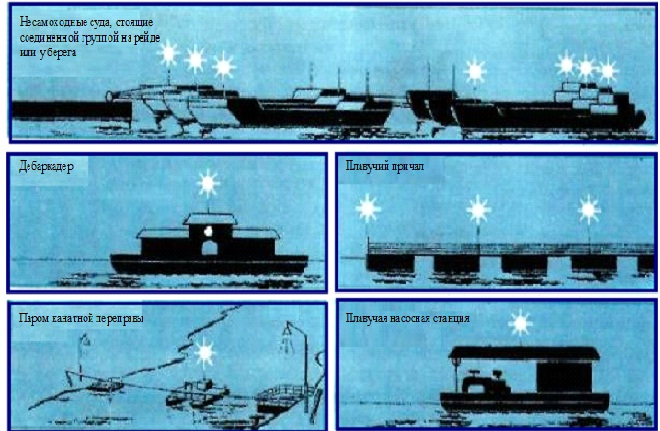 Несамоходные суда, стоящие
соединенной группой на рейде
или у берега
Дебаркадер
Плавучий причал
Паром канатной переправы
Плавучая насосная станция